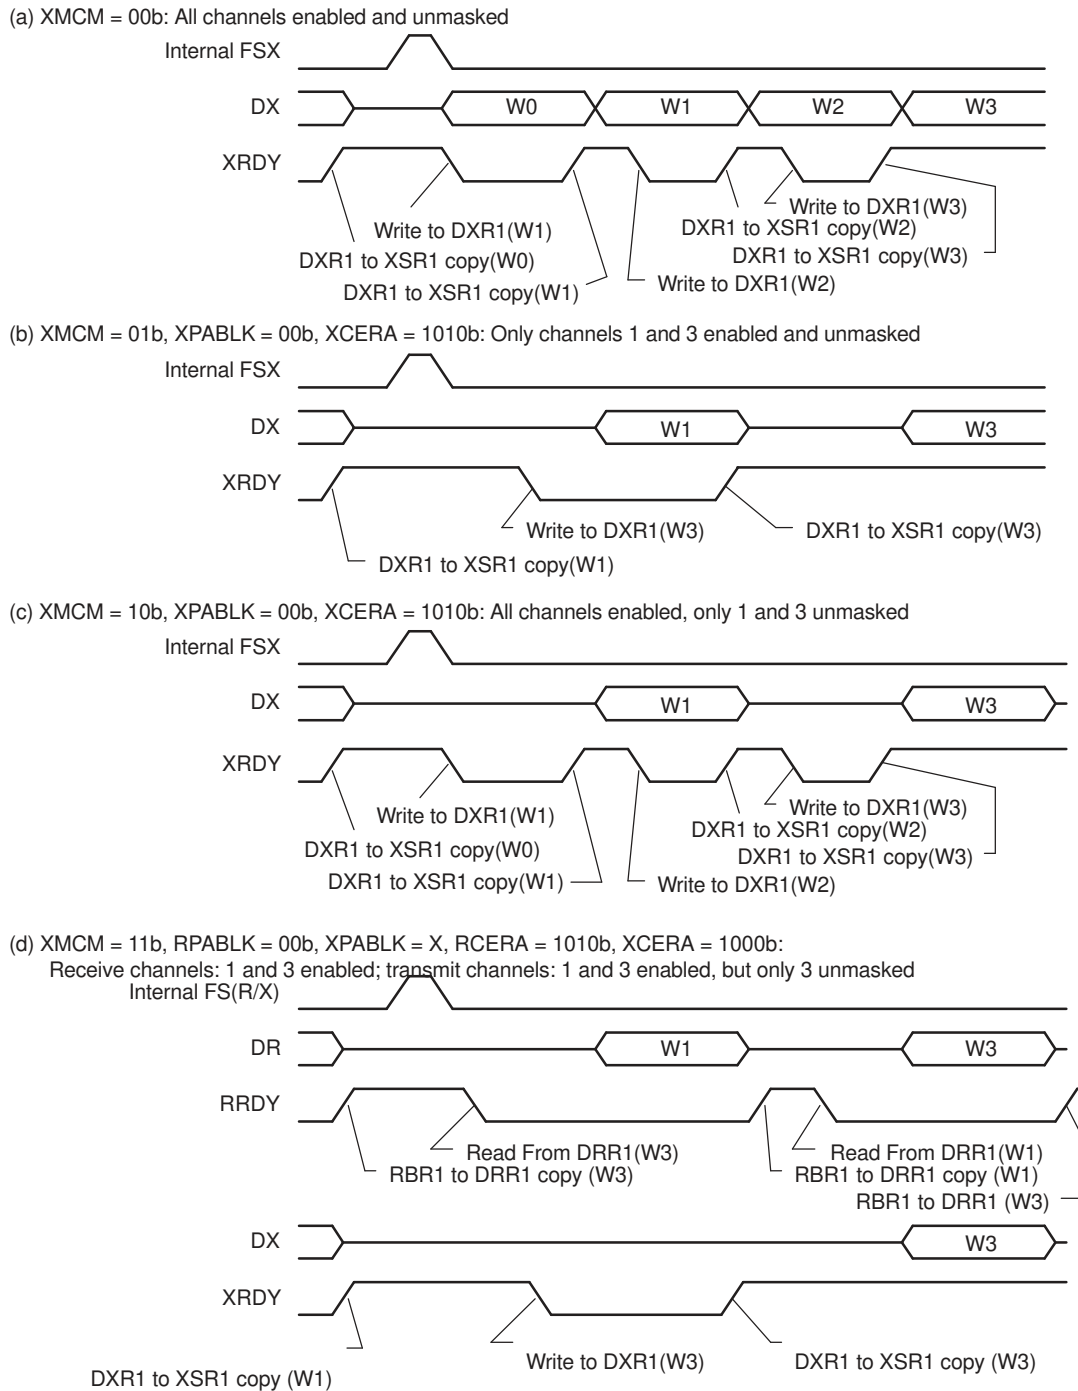 (a) XMCM = 00b: All channels enabled and unmasked
Internal FSX
DX W0 W1 W2 W3
XRDY
Write to DXR1(W3)
Write to DXR1(W1) DXR1 to XSR1 copy(W2)
DXR1 to XSR1 copy(W0) DXR1 to XSR1 copy(W3)
DXR1 to XSR1 copy(W1) Write to DXR1(W2)
(b) XMCM = 01b, XPABLK = 00b, XCERA = 1010b: Only channels 1 and 3 enabled and unmasked
Internal FSX
DX W1 W3
XRDY
Write to DXR1(W3) DXR1 to XSR1 copy(W3)
DXR1 to XSR1 copy(W1)
(c) XMCM = 10b, XPABLK = 00b, XCERA = 1010b: All channels enabled, only 1 and 3 unmasked
Internal FSX
DX W1 W3
XRDY
Write to DXR1(W1) Write to DXR1(W3)
DXR1 to XSR1 copy(W2)
DXR1 to XSR1 copy(W0) DXR1 to XSR1 copy(W3)
DXR1 to XSR1 copy(W1) Write to DXR1(W2)
(d) XMCM = 11b, RPABLK = 00b, XPABLK = X, RCERA = 1010b, XCERA = 1000b:
Receive channels: 1 and 3 enabled; transmit channels: 1 and 3 enabled, but only 3 unmasked
Internal FS(R/X)
DR W1 W3
RRDY
Read From DRR1(W3) Read From DRR1(W1)
RBR1 to DRR1 copy (W3) RBR1 to DRR1 copy (W1)
RBR1 to DRR1 (W3)
DX W3
XRDY
Write to DXR1(W3) DXR1 to XSR1 copy (W3)
DXR1 to XSR1 copy (W1)